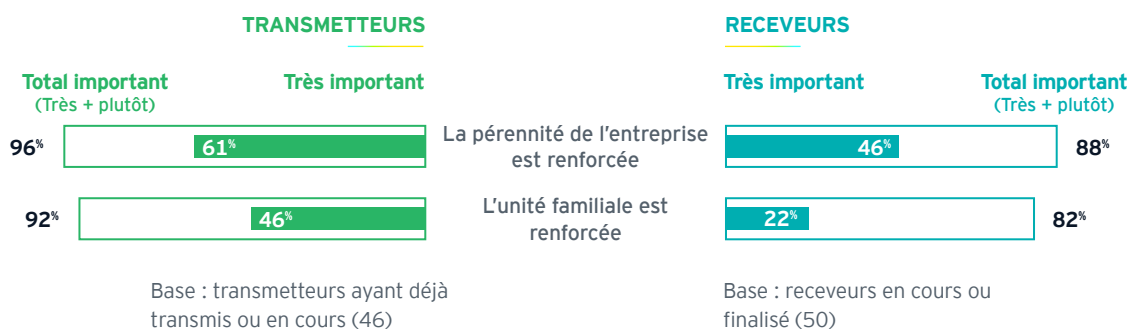 TRANSMETTEURS
RECEVEURS
Total important
(Très + plutôt)
Très important
Très important
Total important
(Très + plutôt)
96%
61%
La pérennité de l'entreprise
est renforcée
46%
88%
92%
46%
L'unité familiale est
renforcée
22%
82%
Base : transmetteurs ayant déjà
transmis ou en cours (46)
Base : receveurs en cours ou
finalisé (50)